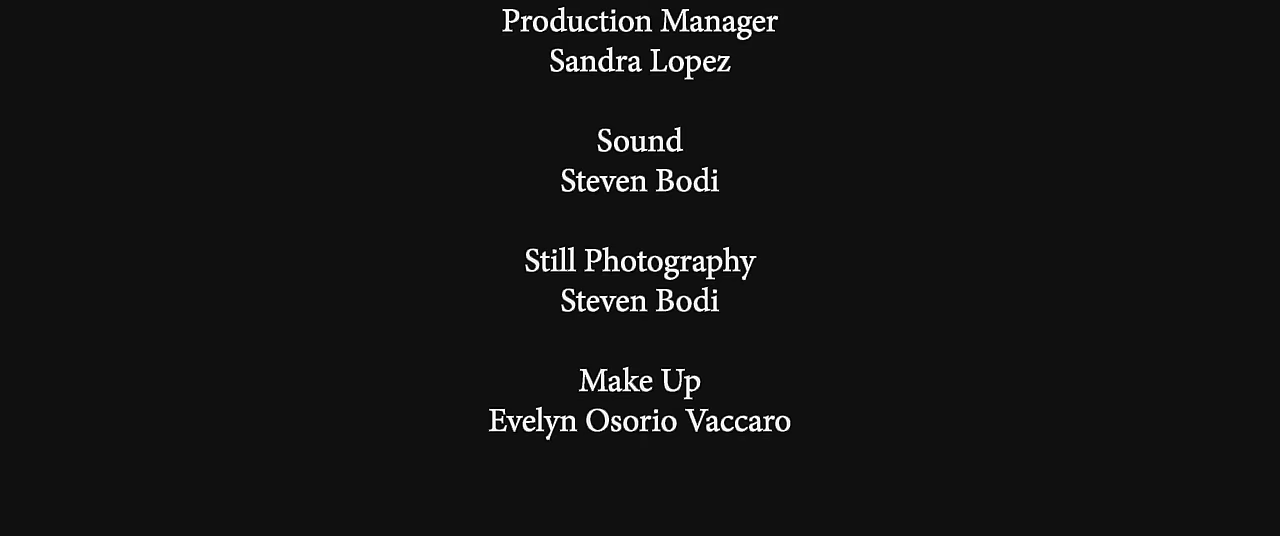 Production Manager
Sandra Lopez
Sound
Steven Bodi
Still Photography
Steven Bodi
Make Up
Evelyn Osorio Vaccaro